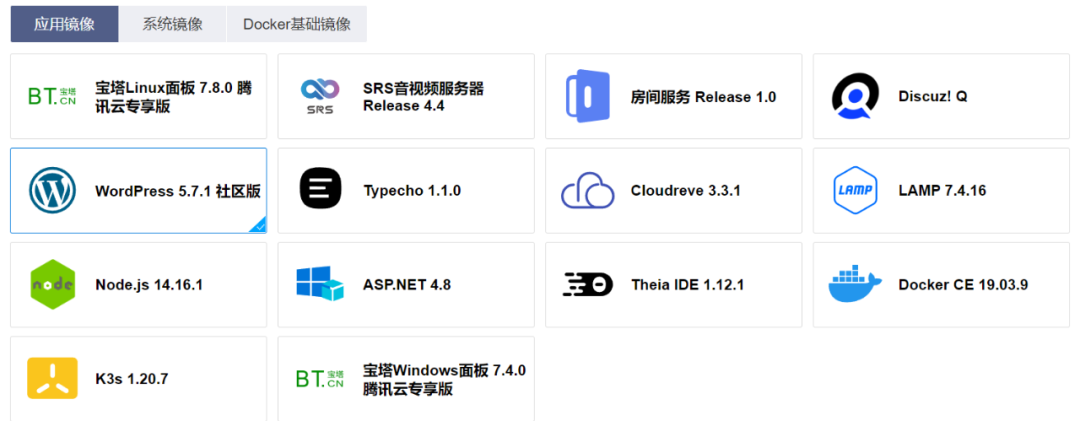 应用镜像
系统镜像
Docker基础镜像
BT.宝塔.CN
宝塔Linux面板 7.8.0 腾
讯云专享版
SRS
SRS音视频服务器
Release 4.4
房间服务 Release 1.0
Discuz! Q
WordPress 5.7.1 社区版
Typecho 1.1.0
Cloudreve 3.3.1
LAMP
LAMP 7.4.16
node
Node.js 14.16.1
ASP.NET 4.8
Theia IDE 1.12.1
Docker CE 19.03.9
K3s 1.20.7
BT.宝塔.CN
宝塔Windows面板 7.4.0
腾讯云专享版